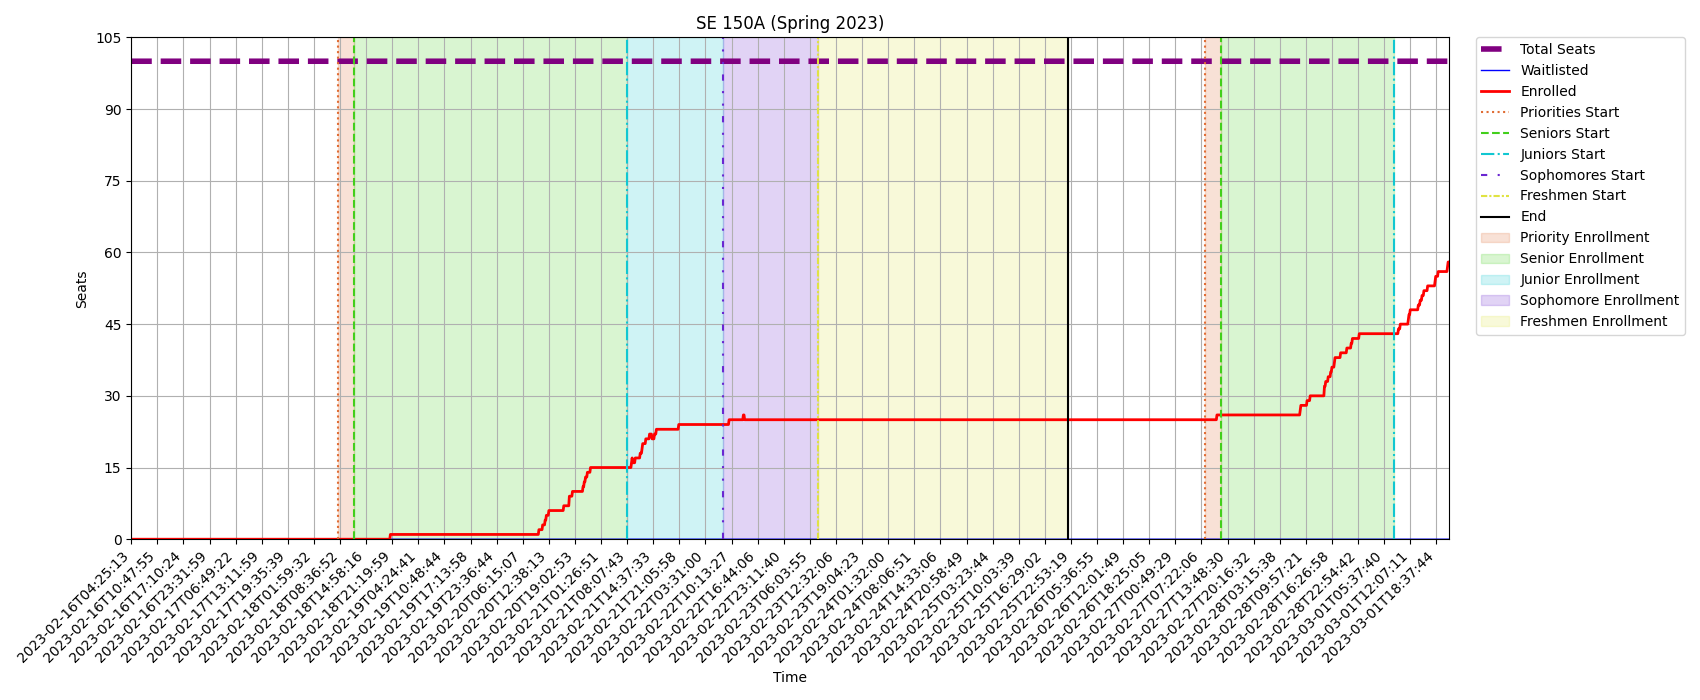 SE 150A (Spring 2023)
105
90
75
60
45
30
15
0
Seats
2023-02-16T04:25:13
2023-02-16T10:47:55
2023-02-16T17:10:24
2023-02-16T23:31:59
2023-02-17T06:49:22
2023-02-17T13:11:59
2023-02-17T19:35:39
2023-02-18T01:59:32
2023-02-18T08:36:52
2023-02-18T14:58:16
2023-02-18T21:19:59
2023-02-19T04:24:41
2023-02-19T10:48:44
2023-02-19T17:13:58
2023-02-19T23:36:44
2023-02-20T06:15:07
2023-02-20T12:38:13
2023-02-20T19:02:53
2023-02-21T01:26:51
2023-02-21T08:07:43
2023-02-21T14:37:33
2023-02-21T21:05:58
2023-02-22T03:31:00
2023-02-22T10:13:27
2023-02-22T16:44:06
2023-02-22T23:11:40
2023-02-23T06:03:55
2023-02-23T12:32:06
2023-02-23T19:04:23
2023-02-24T01:32:00
2023-02-24T08:06:51
2023-02-24T14:33:06
2023-02-24T20:58:49
2023-02-25T03:23:44
2023-02-25T10:03:39
2023-02-25T16:29:02
2023-02-25T22:53:19
2023-02-26T05:36:55
2023-02-26T12:01:49
2023-02-26T18:25:05
2023-02-27T00:49:29
2023-02-27T07:22:06
2023-02-27T13:48:30
2023-02-27T20:16:32
2023-02-28T03:15:38
2023-02-28T09:57:21
2023-02-28T16:26:58
2023-02-28T22:54:42
2023-03-01T05:37:40
2023-03-01T12:07:11
2023-03-01T18:37:44
Time
Total Seats
Waitlisted
Enrolled
Priorities Start
Seniors Start
Juniors Start
Sophomores Start
Freshmen Start
End
Priority Enrollment
Senior Enrollment
Junior Enrollment
Sophomore Enrollment
Freshmen Enrollment